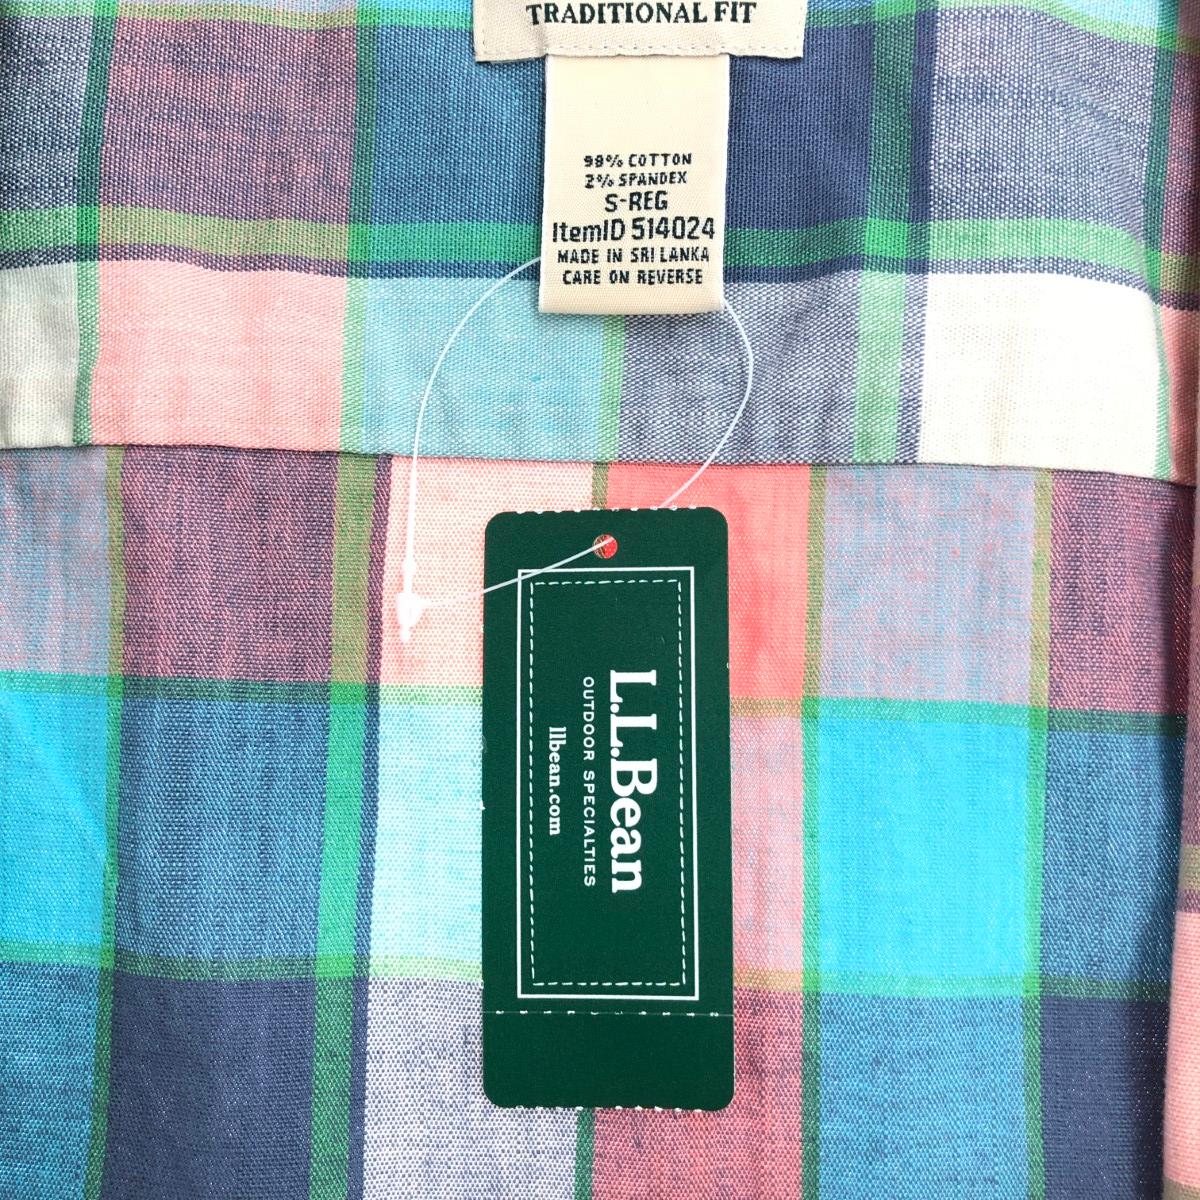 TRADITIONAL FIT
98% COTTON
2% SPANDEX
S-REG
ItemID 514024
MADE IN SRI LANKA
CARE ON REVERSE
L.L.Bean
OUTDOOR SPECIALTIES
llbean.com